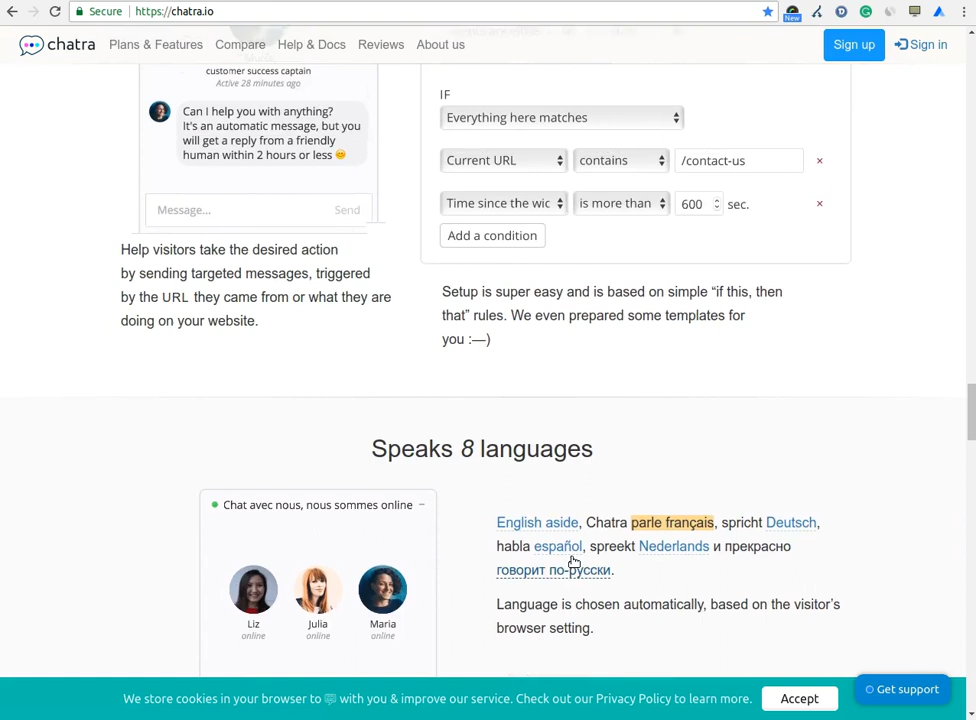 Secure https://chatra.io
New
chatra Plans & Features Compare Help & Docs Reviews About us Sign up Sign in
customer success captain
Active 28 minutes ago
Can I help you with anything?
It's an automatic message, but you
will get a reply from a friendly
human within 2 hours or less 😊
Message... Send
Help visitors take the desired action
by sending targeted messages, triggered
by the URL they came from or what they are
doing on your website.
IF
Everything here matches
Current URL contains /contact-us ×
Time since the wic is more than 600 sec. ×
Add a condition
Setup is super easy and is based on simple “if this, then
that” rules. We even prepared some templates for
you :—)
Speaks 8 languages
Chat avec nous, nous sommes online −
Liz Julia Maria
online online online
English aside, Chatra parle français, spricht Deutsch,
habla español, spreekt Nederlands и прекрасно
говорит по-русски.
Language is chosen automatically, based on the visitor’s
browser setting.
We store cookies in your browser to with you & improve our service. Check out our Privacy Policy to learn more. Accept
Get support